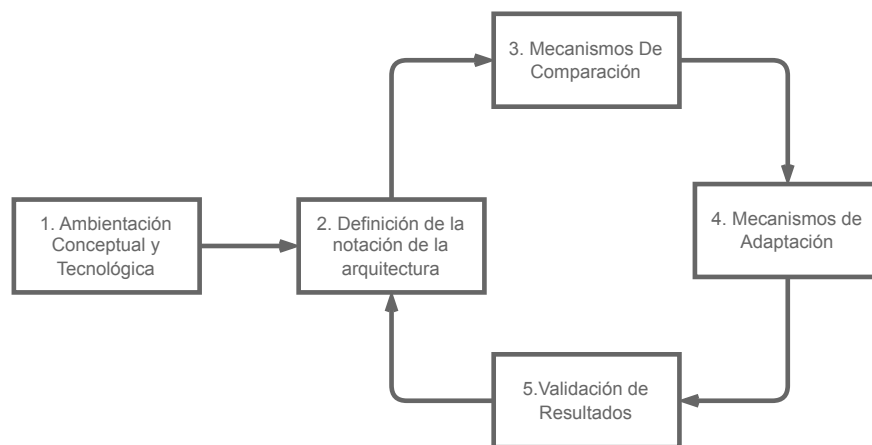 1. Ambientación
Conceptual y
Tecnológica
2. Definición de la
notación de la
arquitectura
3. Mecanismos De
Comparación
4. Mecanismos de
Adaptación
5.Validación de
Resultados